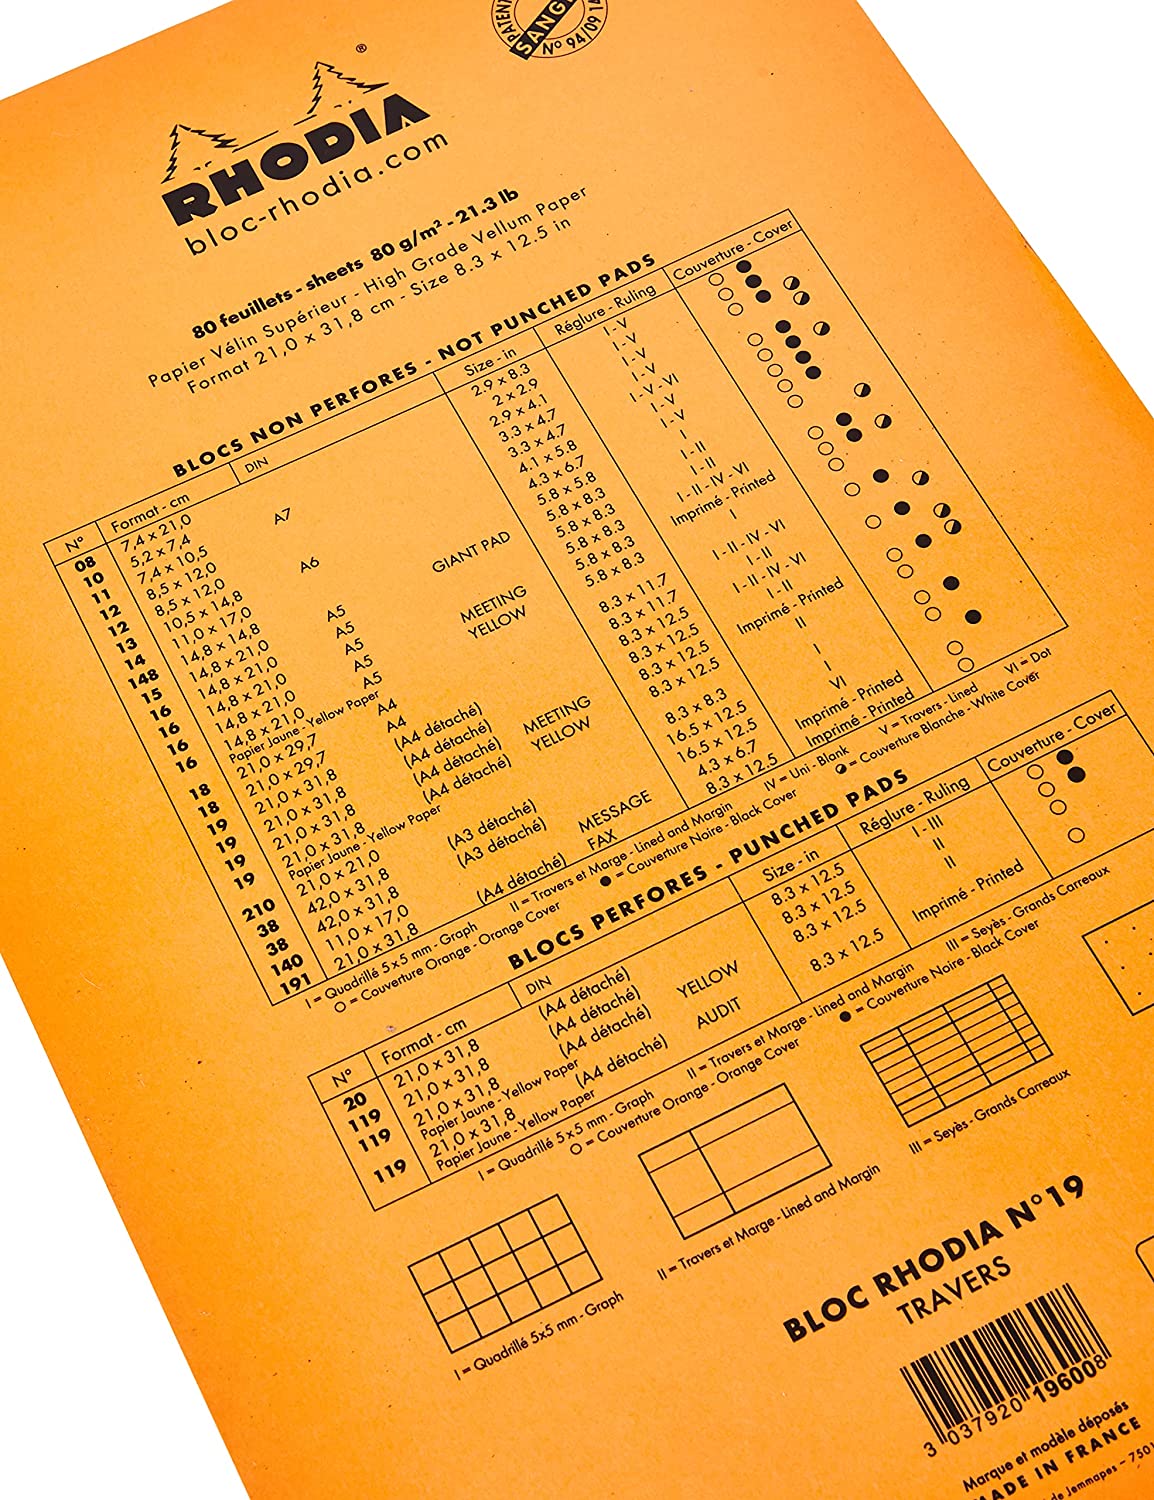 PATENT
SANGL
N° 94/091
®
RHODIA
bloc-rhodia.com
80 feuillets - sheets 80 g/m² - 21.3 lb
Papier Vélin Supérieur - High Grade Vellum Paper
Format 21,0 x 31,8 cm - Size 8.3 x 12.5 in
BLOCS NON PERFORES - NOT PUNCHED PADS
N°
08
10
11
12
12
13
14
148
15
16
16
16
16
18
18
19
19
19
19
210
38
38
140
191
Format - cm
7,4 x 21,0
5,2 x 7,4
7,4 x 10,5
8,5 x 12,0
8,5 x 12,0
10,5 x 14,8
11,0 x 17,0
14,8 x 14,8
14,8 x 21,0
14,8 x 21,0
14,8 x 21,0
14,8 x 21,0
14,8 x 21,0
Papier Jaune - Yellow Paper
21,0 x 29,7
21,0 x 29,7
21,0 x 31,8
21,0 x 31,8
21,0 x 31,8
21,0 x 31,8
Papier Jaune - Yellow Paper
21,0 x 21,0
42,0 x 31,8
42,0 x 31,8
11,0 x 17,0
21,0 x 31,8
DIN
A7
A6
A5
A5
A5
A5
A4
A4
(A4 détaché)
(A4 détaché)
(A4 détaché)
(A4 détaché)
(A3 détaché)
(A3 détaché)
(A4 détaché)
GIANT PAD
MEETING
YELLOW
MEETING
YELLOW
MESSAGE
FAX
Size - in
2.9 x 8.3
2 x 2.9
2.9 x 4.1
3.3 x 4.7
3.3 x 4.7
4.1 x 5.8
4.3 x 6.7
5.8 x 5.8
5.8 x 8.3
5.8 x 8.3
5.8 x 8.3
5.8 x 8.3
5.8 x 8.3
8.3 x 11.7
8.3 x 11.7
8.3 x 12.5
8.3 x 12.5
8.3 x 12.5
8.3 x 12.5
8.3 x 8.3
16.5 x 12.5
16.5 x 12.5
4.3 x 6.7
8.3 x 12.5
Réglure - Ruling
I - V
I - V
I - V
I - V
I - V - VI
I - V
I - V
I
I - II
I - II
I - II - IV - VI
Imprimé - Printed
I
I - II - IV - VI
I - II
I - II - IV - VI
I - II
Imprimé - Printed
II
I
I
VI
Imprimé - Printed
Imprimé - Printed
Couverture - Cover
I = Quadrillé 5x5 mm - Graph II = Travers et Marge - Lined and Margin IV = Uni - Blank V = Travers - Lined VI = Dot
O = Couverture Orange - Orange Cover ● = Couverture Noire - Black Cover ◕ = Couverture Blanche - White Cover
BLOCS PERFORES - PUNCHED PADS
N°
20
119
119
119
Format - cm
21,0 x 31,8
21,0 x 31,8
21,0 x 31,8
Papier Jaune - Yellow Paper
21,0 x 31,8
Papier Jaune - Yellow Paper
DIN
(A4 détaché)
(A4 détaché)
(A4 détaché)
(A4 détaché)
YELLOW
AUDIT
Size - in
8.3 x 12.5
8.3 x 12.5
8.3 x 12.5
8.3 x 12.5
Réglure - Ruling
I - III
II
II
Imprimé - Printed
Couverture - Cover
I = Quadrillé 5x5 mm - Graph II = Travers et Marge - Lined and Margin III = Seyès - Grands Carreaux
O = Couverture Orange - Orange Cover ● = Couverture Noire - Black Cover
I = Quadrillé 5x5 mm - Graph
II = Travers et Marge - Lined and Margin
III = Seyès - Grands Carreaux
BLOC RHODIA N°19
TRAVERS
3 037920 196008
Marque et modèle déposés
MADE IN FRANCE
de Jemmapes - 750